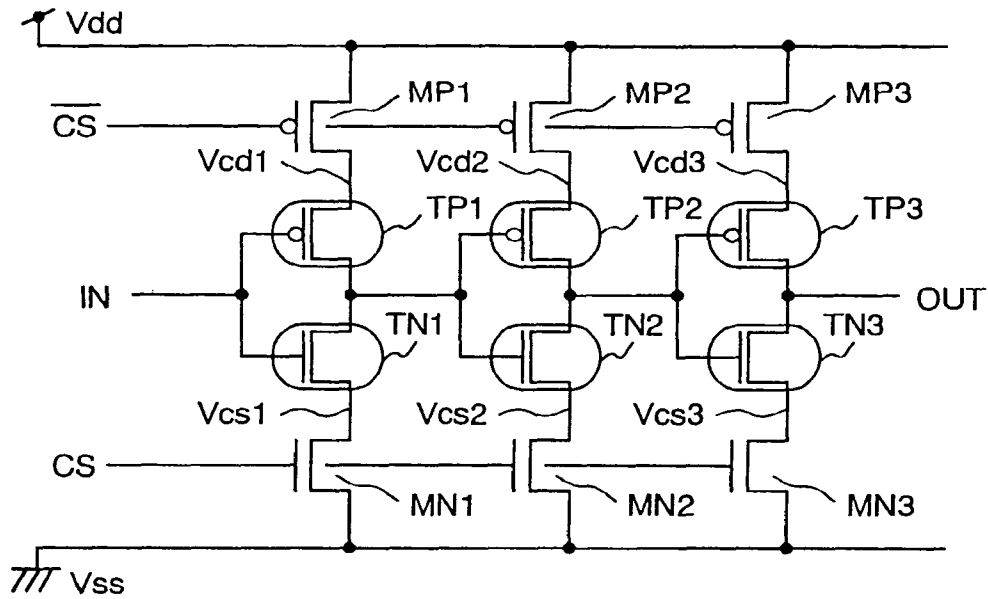 Vdd
MP1 MP2 MP3
C̅S̅
Vcd1 Vcd2 Vcd3
TP1 TP2 TP3
IN OUT
TN1 TN2 TN3
Vcs1 Vcs2 Vcs3
CS
MN1 MN2 MN3
Vss